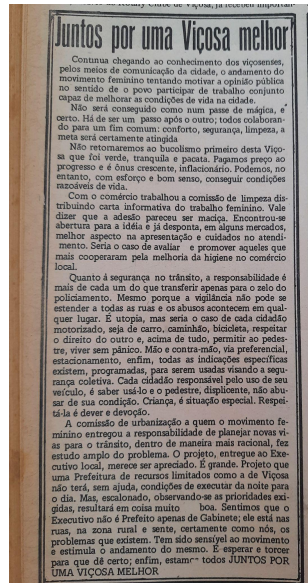 Juntos por uma Viçosa melhor
Continua chegando ao conhecimento dos viçosenses,
pelos meios de comunicação da cidade, o andamento do
movimento feminino tentando motivar a opinião pública
no sentido de o povo participar de trabalho conjunto
capaz de melhorar as condições de vida na cidade.
Não será conseguido como num passe de mágica, é
certo. Há de ser um passo após o outro; todos colaboran-
do para um fim comum: conforto, segurança, limpeza, a
meta será certamente atingida
Não retornaremos ao bucolismo primeiro desta Viço-
sa que foi verde, tranquila e pacata. Pagamos preço ao
progresso e é ônus crescente, inflacionário. Podemos, no
entanto, com esforço e bom senso, conseguir condições
razoáveis de vida.
Com o comércio trabalhou a comissão de limpeza dis-
tribuindo carta informativa do trabalho feminino. Vale
dizer que a adesão pareceu ser maciça. Encontrou-se
abertura para a idéia e já desponta, em alguns mercados,
melhor aspecto na apresentação e cuidados no atendi-
mento. Seria o caso de avaliar e promover aqueles que
mais cooperaram pela melhoria da higiene no comércio
local.
Quanto à segurança no trânsito, a responsabilidade é
mais de cada um do que transferir apenas para o zelo do
policiamento. Mesmo porque a vigilância não pode se
estender a todas as ruas e os abusos acontecem em qual-
quer lugar. É utopia, mas seria o caso de cada cidadão
motorizado, seja de carro, caminhão, bicicleta, respeitar
o direito do outro e, acima de tudo, permitir ao pedes-
tre, viver sem pânico. Mão e contra-mão, via preferencial,
estacionamento, enfim, todas as indicações específicas
existem, programadas, para serem usadas visando a segu-
rança coletiva. Cada cidadão responsável pelo uso de seu
veículo, é saber usá-lo e o pedestre, displicente, não abu-
sar de sua condição. Criança, é situação especial. Respei-
tá-la é dever e devoção.
A comissão de urbanização a quem o movimento fe-
minino entregou a responsabilidade de planejar novas vi-
as para o trânsito, dentro de maneira mais racional, fez
estudo amplo do problema. O projeto, entregue ao Exe-
cutivo local, merece ser apreciado. É grande. Projeto que
uma Prefeitura de recursos limitados como a de Viçosa
não terá, sem ajuda, condições de executar da noite para
o dia. Mas, escalonado, observando-se as prioridades exi-
gidas, resultará em coisa muito boa. Sentimos que o
Executivo não é Prefeito apenas de Gabinete; ele está nas
ruas, na zona rural e sente, certamente como nós, os
problemas que existem. Tem sido sensível ao movimento
e estimula o andamento do mesmo. É esperar e torcer
para que dê certo; enfim, estamos todos JUNTOS POR
UMA VIÇOSA MELHOR